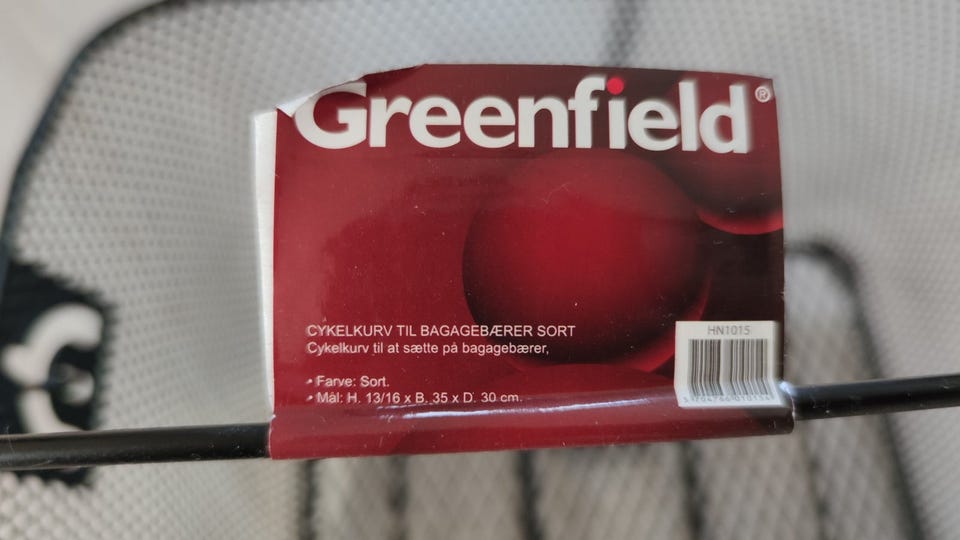 Greenfield®
CYKELKURV TIL BAGAGEBÆRER SORT
Cykelkurv til at sætte på bagagebærer,
• Farve: Sort.
• Mål: H. 13/16 x B. 35 x D. 30 cm.
HN1015